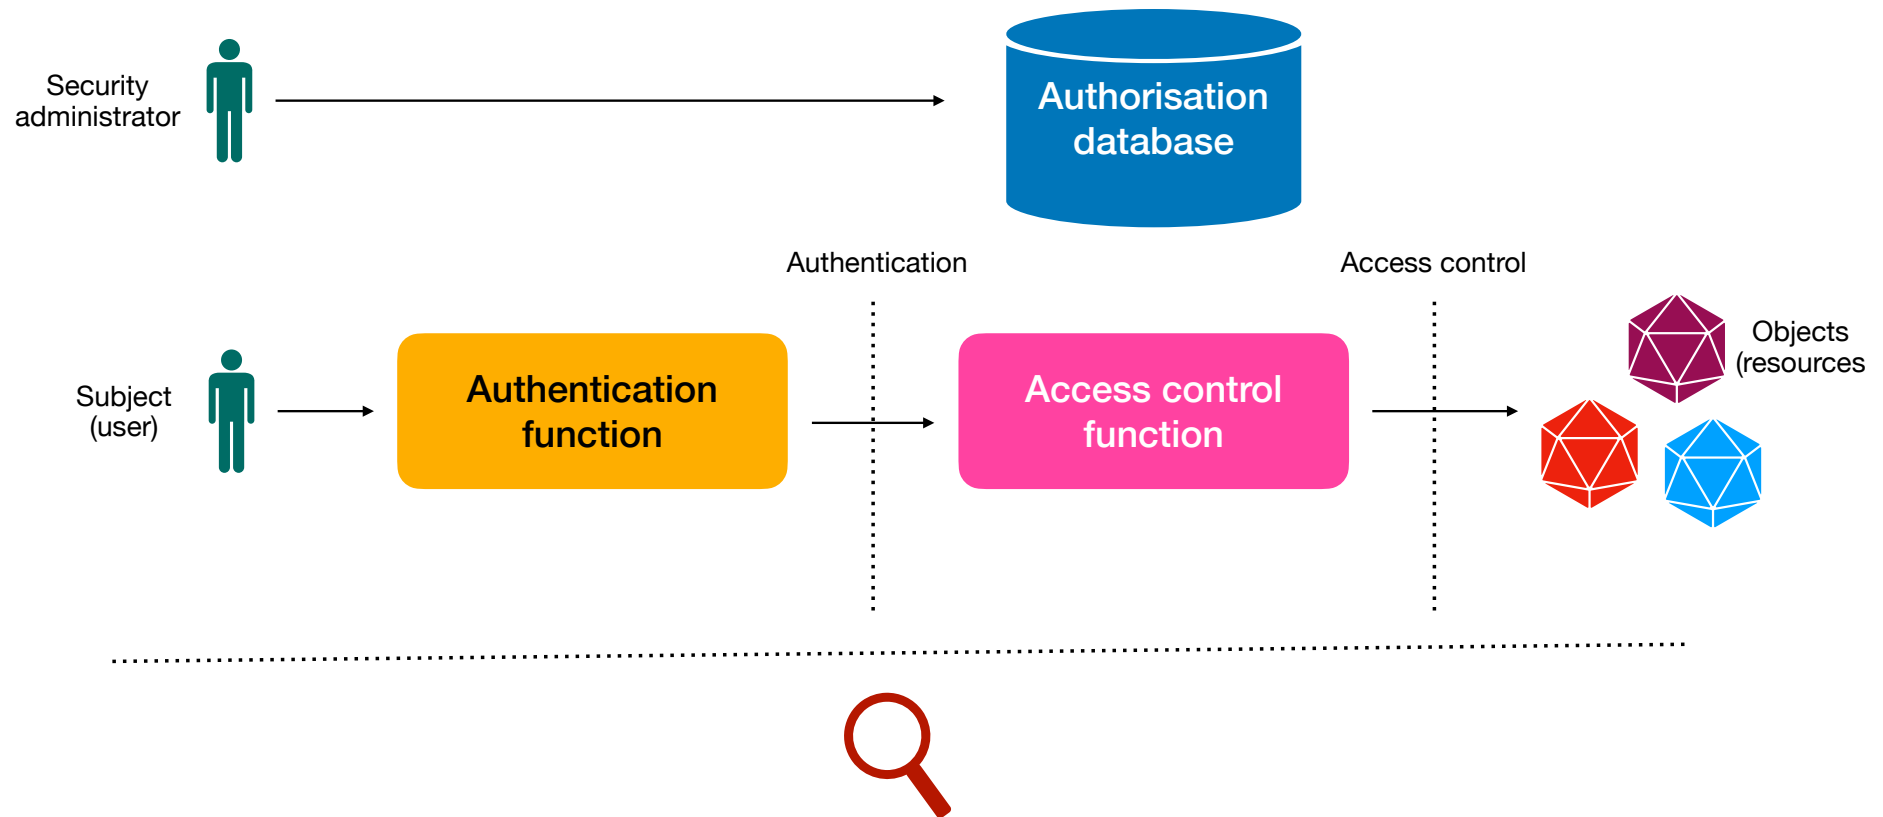 Security
administrator
Authorisation
database
Authentication
Access control
Subject
(user)
Authentication
function
Access control
function
Objects
(resources